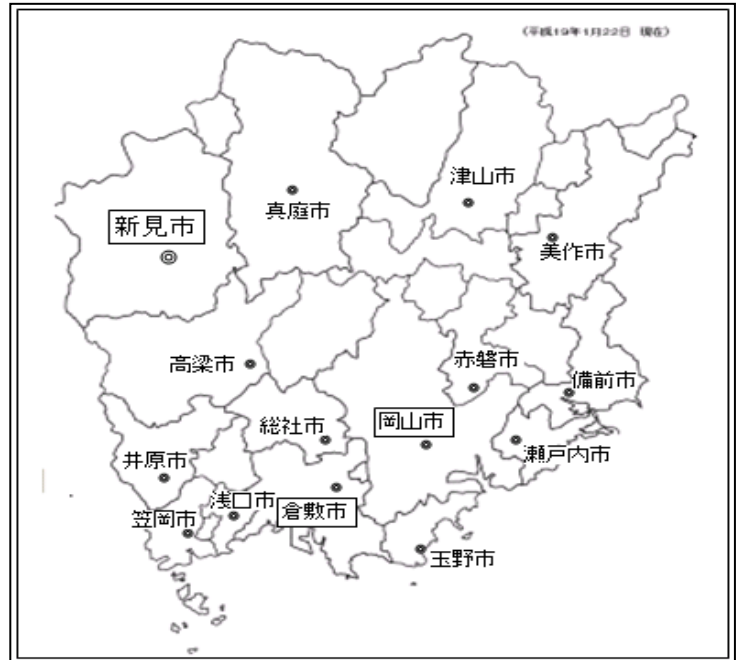 （平成19年1月22日　現在）
津山市
真庭市
新見市
美作市
高梁市
赤磐市
備前市
総社市
岡山市
井原市
瀬戸内市
浅口市
倉敷市
笠岡市
玉野市